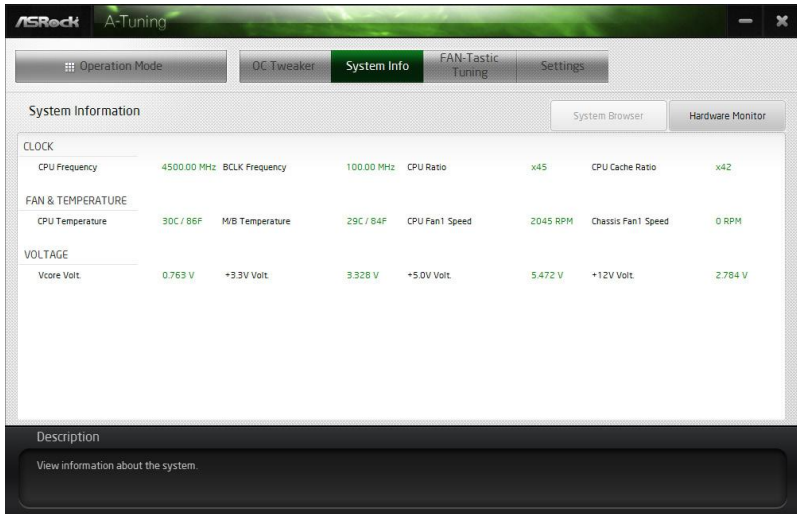 ASRock A-Tuning
Operation Mode OC Tweaker System Info FAN-Tastic Tuning Settings
System Information System Browser Hardware Monitor
CLOCK
CPU Frequency 4500.00 MHz BCLK Frequency 100.00 MHz CPU Ratio x45 CPU Cache Ratio x42
FAN & TEMPERATURE
CPU Temperature 30C / 86F M/B Temperature 29C / 84F CPU Fan1 Speed 2045 RPM Chassis Fan1 Speed 0 RPM
VOLTAGE
Vcore Volt. 0.763 V +3.3V Volt. 3.328 V +5.0V Volt. 5.472 V +12V Volt. 2.784 V
Description
View information about the system.